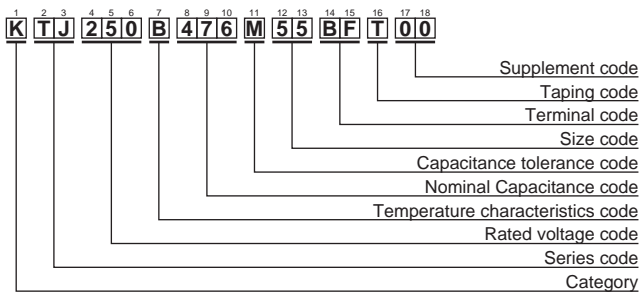 1 2 3 4 5 6 7 8 9 10 11 12 13 14 15 16 17 18
K T J 2 5 0 B 4 7 6 M 5 5 B F T 0 0
Supplement code
Taping code
Terminal code
Size code
Capacitance tolerance code
Nominal Capacitance code
Temperature characteristics code
Rated voltage code
Series code
Category